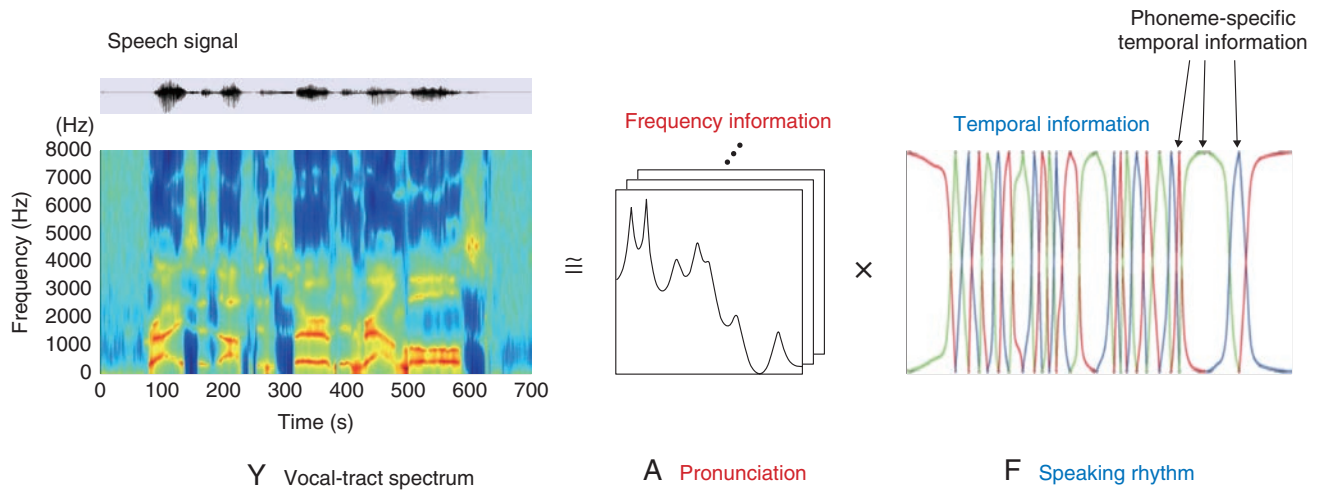 Speech signal
Phoneme-specific
temporal information
Frequency information
Temporal information
(Hz)
8000
7000
6000
5000
4000
3000
2000
1000
0
Frequency (Hz)
0 100 200 300 400 500 600 700
Time (s)
≅
×
Y Vocal-tract spectrum
A Pronunciation
F Speaking rhythm